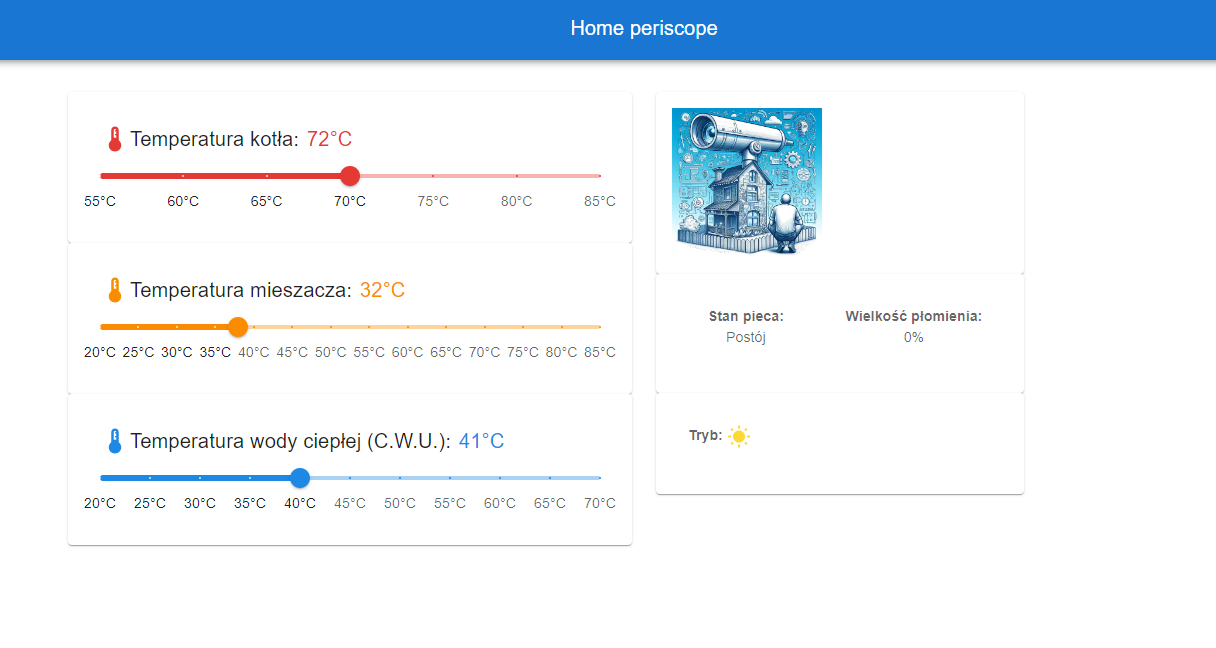 Home periscope
Temperatura kotła: 72°C
55°C 60°C 65°C 70°C 75°C 80°C 85°C
Temperatura mieszacza: 32°C
20°C 25°C 30°C 35°C 40°C 45°C 50°C 55°C 60°C 65°C 70°C 75°C 80°C 85°C
Temperatura wody ciepłej (C.W.U.): 41°C
20°C 25°C 30°C 35°C 40°C 45°C 50°C 55°C 60°C 65°C 70°C
Stan pieca: Wielkość płomienia:
Postój 0%
Tryb: